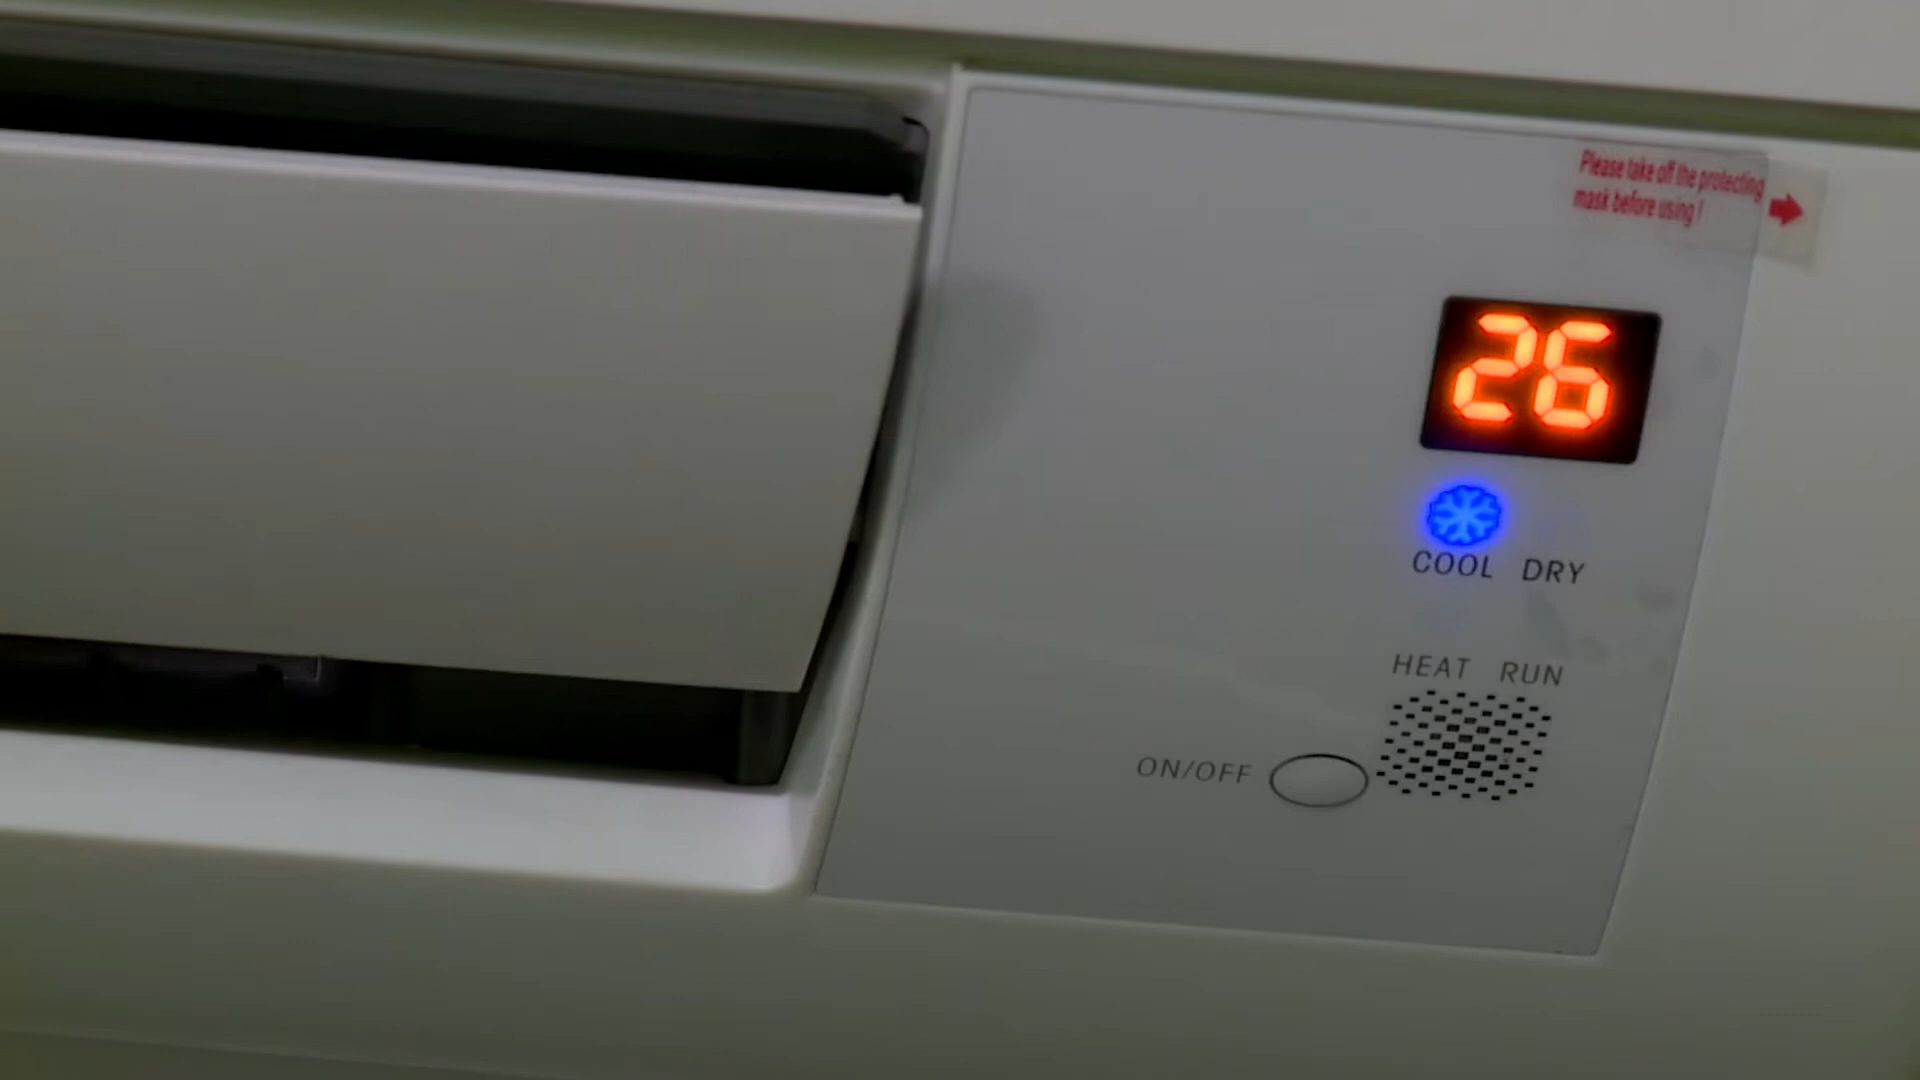 Please take off the protecting
mask before using!
26
COOL DRY
HEAT RUN
ON/OFF